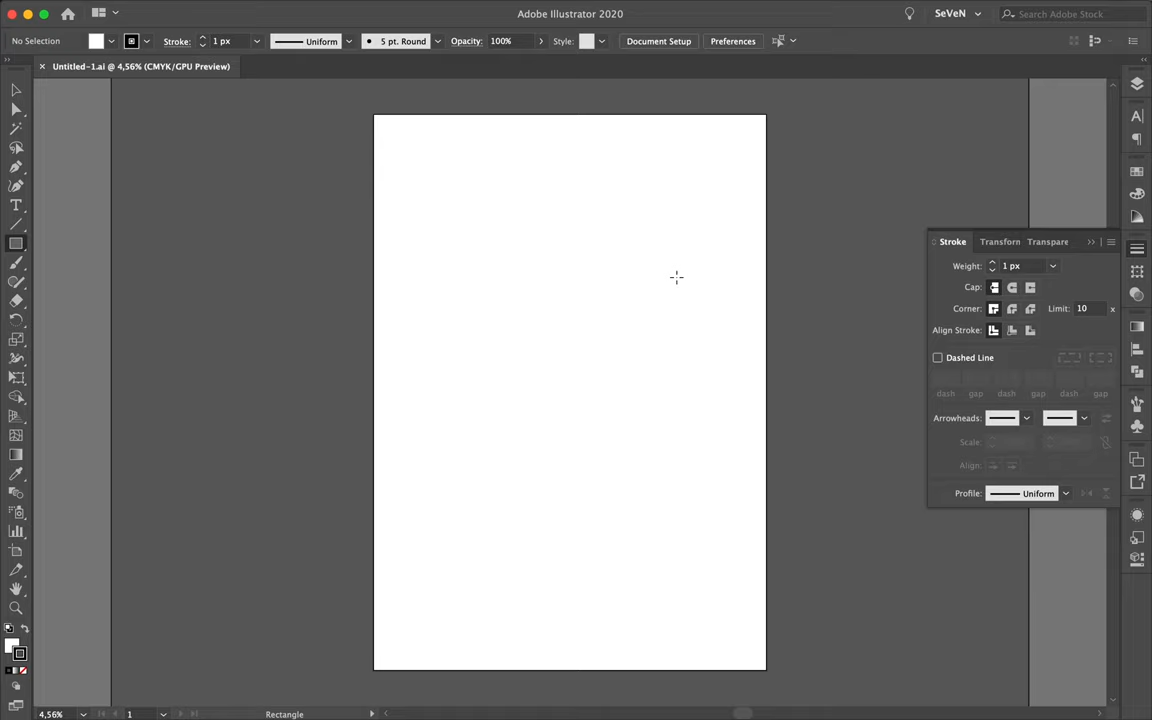 Adobe Illustrator 2020
SeVeN
Search Adobe Stock
No Selection
Stroke:
1 px
Uniform
5 pt. Round
Opacity:
100%
Style:
Document Setup
Preferences
Untitled-1.ai @ 4,56% (CMYK/GPU Preview)
Stroke
Transform
Transpare
Weight:
1 px
Cap:
Corner:
Limit:
10
x
Align Stroke:
Dashed Line
dash
gap
dash
gap
dash
gap
Arrowheads:
Scale:
Align:
Profile:
Uniform
4,56%
1
Rectangle